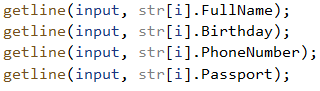 getline(input, str[i].FullName);
getline(input, str[i].Birthday);
getline(input, str[i].PhoneNumber);
getline(input, str[i].Passport);